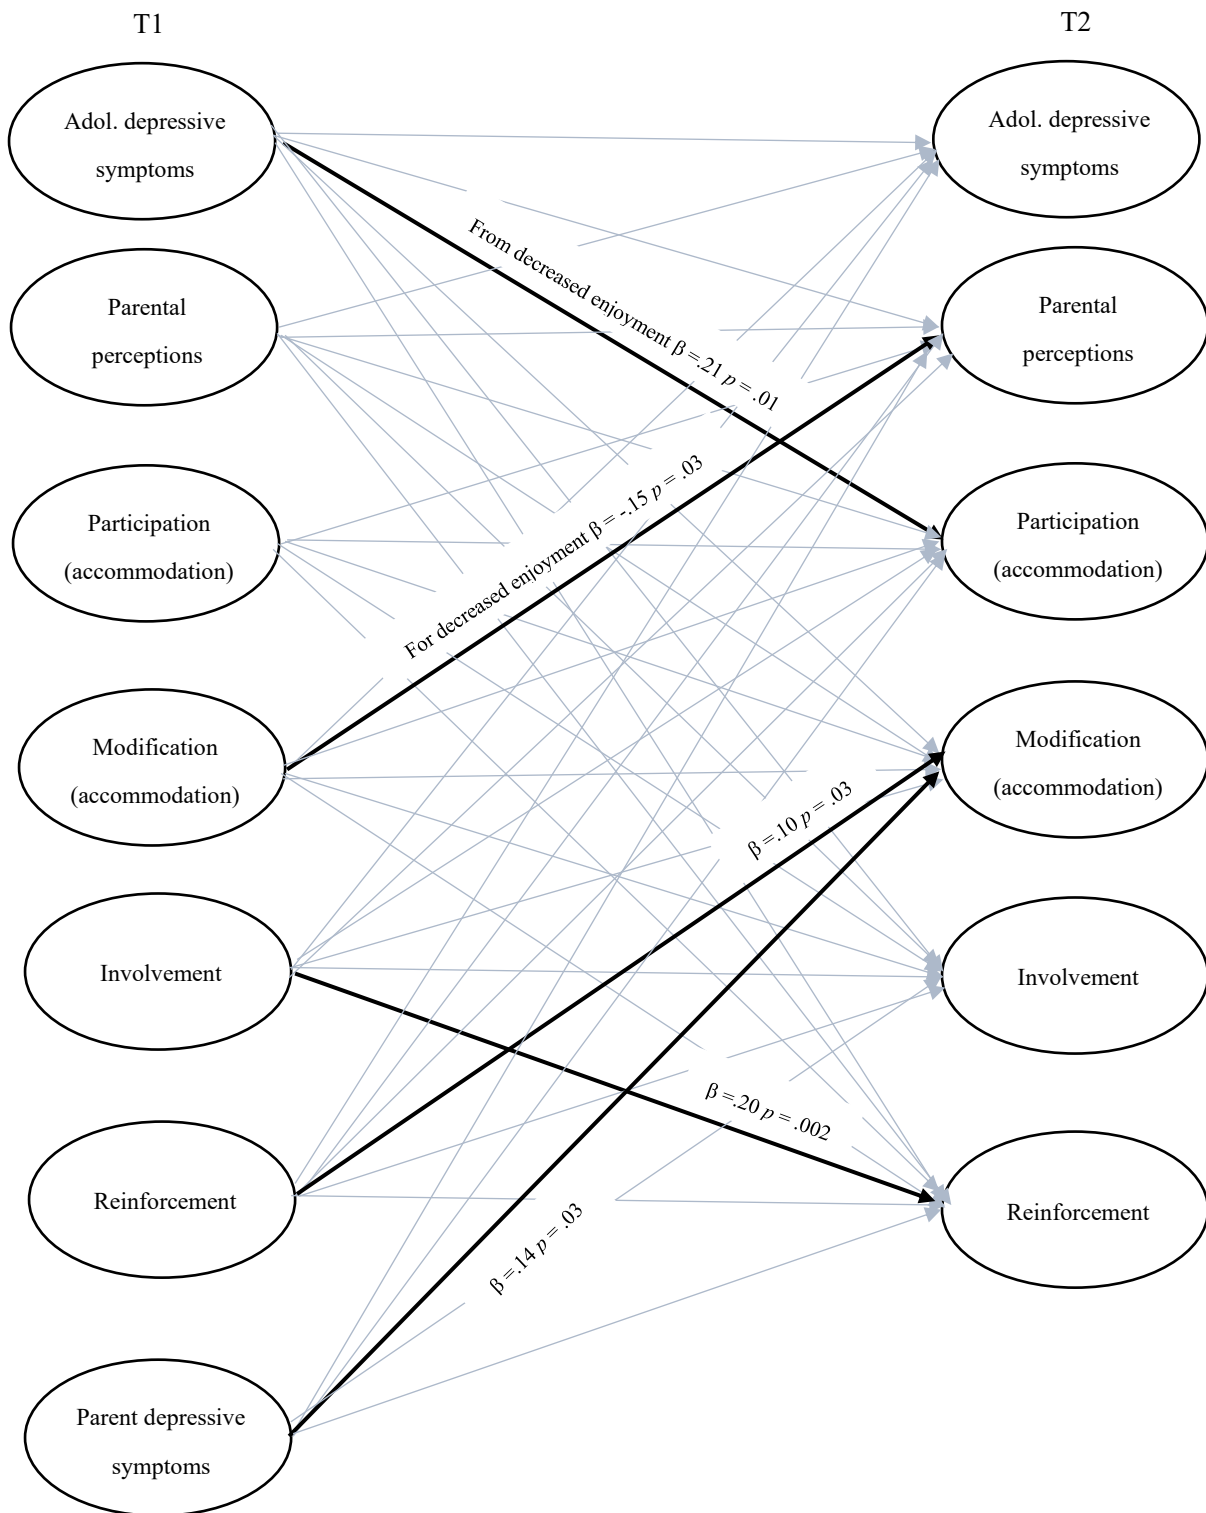 T1
T2
Adol. depressive
symptoms
Adol. depressive
symptoms
Parental
perceptions
Parental
perceptions
From decreased enjoyment β =.21 p = .01
Participation
(accommodation)
Participation
(accommodation)
For decreased enjoyment β = -.15 p = .03
Modification
(accommodation)
Modification
(accommodation)
β =.10 p = .03
Involvement
Involvement
β =.20 p = .002
Reinforcement
Reinforcement
β =.14 p = .03
Parent depressive
symptoms